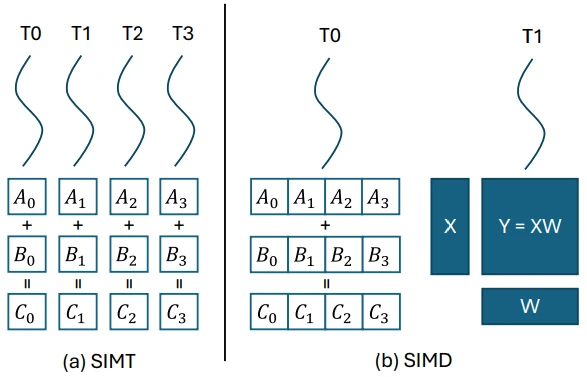 T0 T1 T2 T3
A₀ A₁ A₂ A₃
+ + + +
B₀ B₁ B₂ B₃
= = = =
C₀ C₁ C₂ C₃
(a) SIMT
T0
A₀ A₁ A₂ A₃
+
B₀ B₁ B₂ B₃
=
C₀ C₁ C₂ C₃
T1
X
Y = XW
W
(b) SIMD